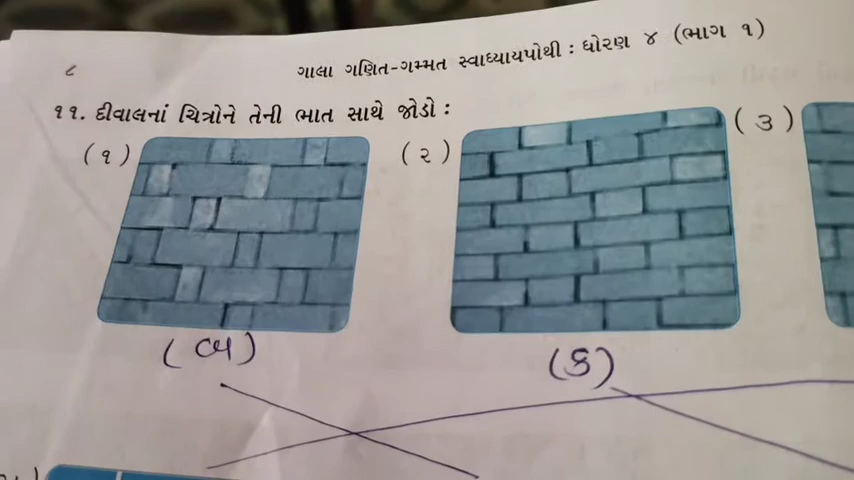 ૮
ગાલા ગણિત-ગમ્મત સ્વાધ્યાયપોથી : ધોરણ ૪ (ભાગ ૧)
૧૧. દીવાલનાં ચિત્રોને તેની ભાત સાથે જોડો :
(૧) (૨) (૩)
(બ) (ક)